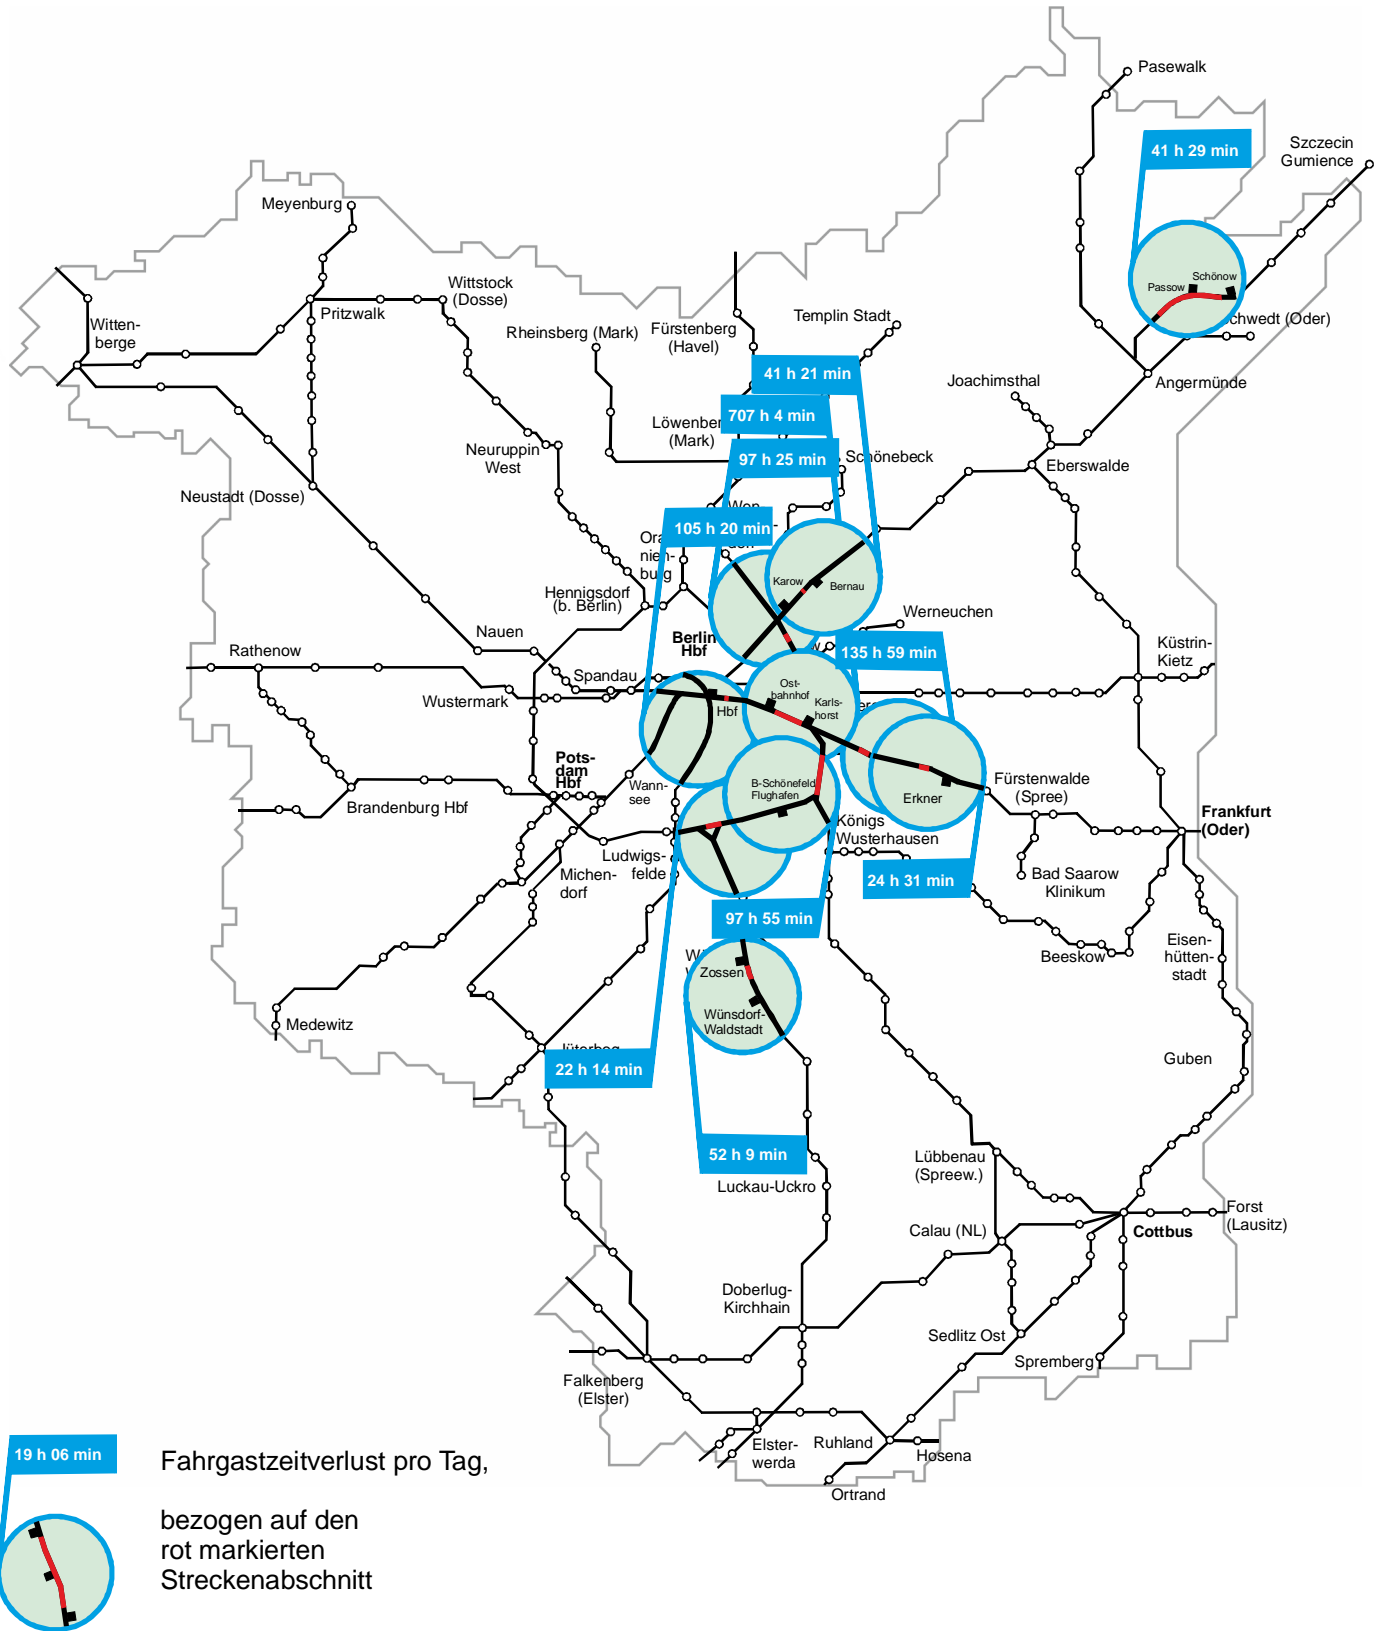 Pasewalk
41 h 29 min
Szczecin
Gumience
Meyenburg
Schönow
Passow
Wittstock
(Dosse)
Pritzwalk
Witten-
berge
Rheinsberg (Mark)
Fürstenberg
(Havel)
Templin Stadt
chwedt (Oder)
41 h 21 min
Joachimsthal
Angermünde
707 h 4 min
Löwenber
(Mark)
97 h 25 min
Schönebeck
Neuruppin
West
Eberswalde
Neustadt (Dosse)
105 h 20 min
Ora
nien-
burg
Karow
Bernau
Hennigsdorf
(b. Berlin)
Werneuchen
Nauen
Berlin
Hbf
135 h 59 min
Küstrin-
Kietz
Rathenow
Spandau
Wustermark
Ost-
bahnhof
Karls-
horst
Hbf
Pots-
dam
Hbf
Wann-
see
B-Schönefeld
Flughafen
Erkner
Fürstenwalde
(Spree)
Brandenburg Hbf
Frankfurt
(Oder)
Königs
Wusterhausen
Ludwigs-
felde
Michen-
dorf
24 h 31 min
Bad Saarow
Klinikum
97 h 55 min
Beeskow
Eisen-
hütten-
stadt
Zossen
Wünsdorf-
Waldstadt
Medewitz
Jüterbog
22 h 14 min
Guben
52 h 9 min
Luckau-Uckro
Lübbenau
(Spreew.)
Forst
(Lausitz)
Calau (NL)
Cottbus
Doberlug-
Kirchhain
Sedlitz Ost
Spremberg
Falkenberg
(Elster)
Elster-
werda
Ruhland
Hosena
Ortrand
19 h 06 min
Fahrgastzeitverlust pro Tag,
bezogen auf den
rot markierten
Streckenabschnitt